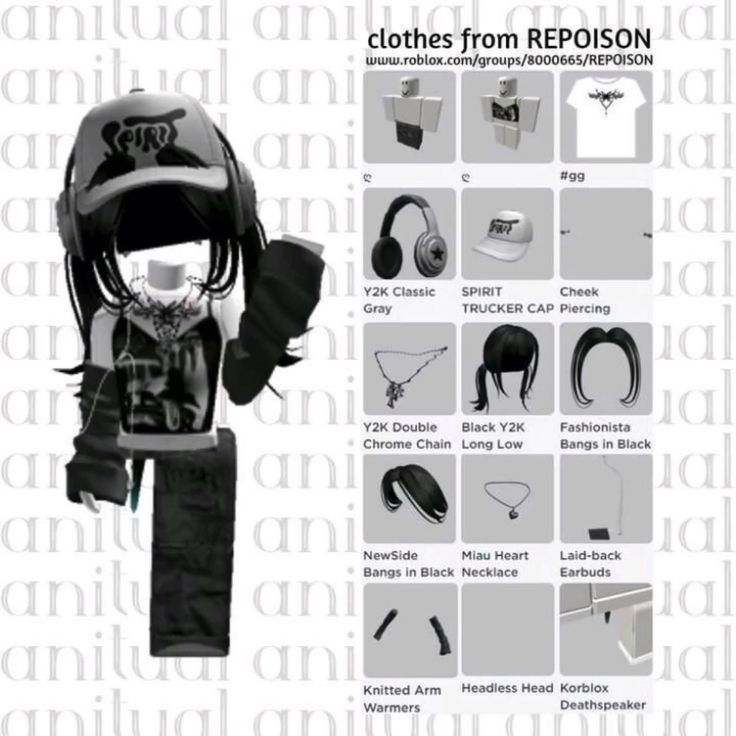 clothes from REPOISON
www.roblox.com/groups/8000665/REPOISON
ღ ღ #gg
Y2K Classic Gray
SPIRIT TRUCKER CAP
Cheek Piercing
Y2K Double Chrome Chain
Black Y2K Long Low
Fashionista Bangs in Black
NewSide Bangs in Black
Miau Heart Necklace
Laid-back Earbuds
Knitted Arm Warmers
Headless Head
Korblox Deathspeaker
SPIRIT
SPIRIT
anitual